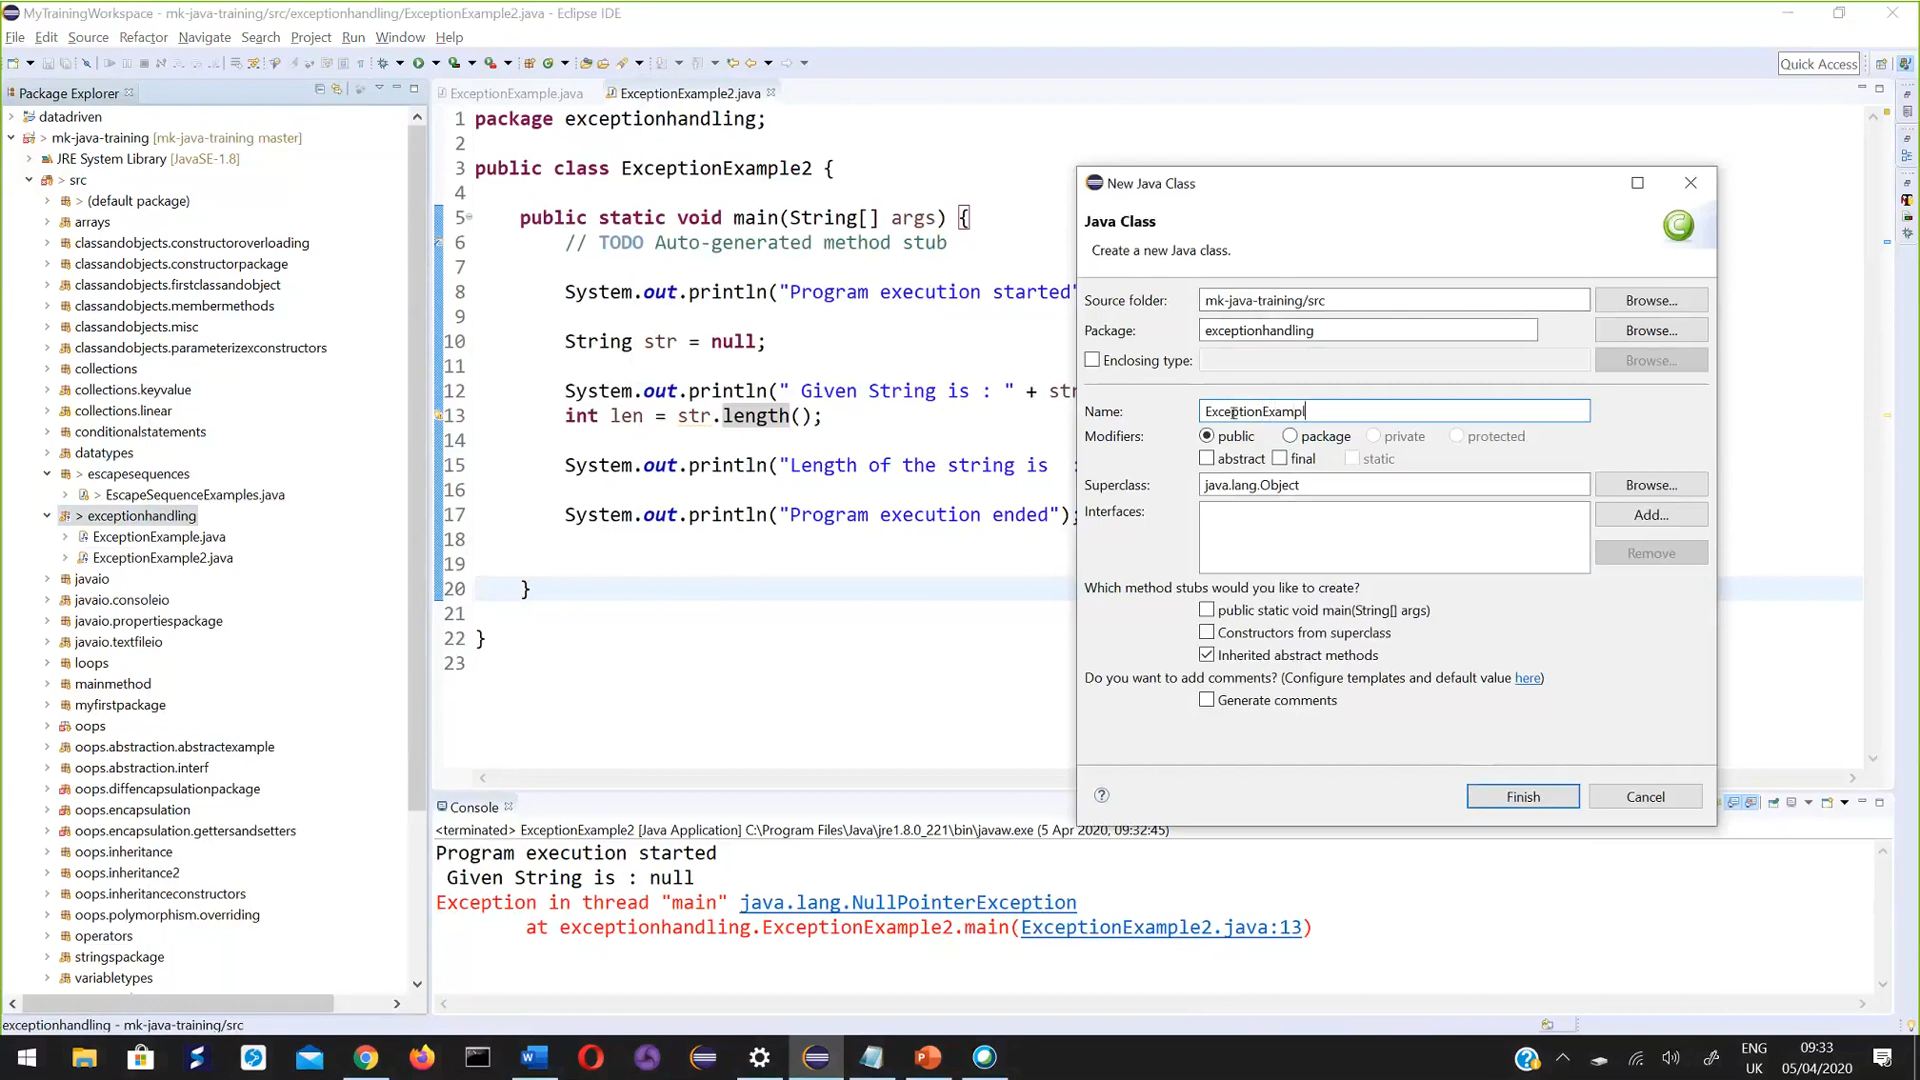 MyTrainingWorkspace - mk-java-training/src/exceptionhandling/ExceptionExample2.java - Eclipse IDE
File Edit Source Refactor Navigate Search Project Run Window Help
Quick Access
Package Explorer
datadriven
> mk-java-training [mk-java-training master]
JRE System Library [JavaSE-1.8]
> src
> (default package)
arrays
classandobjects.constructoroverloading
classandobjects.constructorpackage
classandobjects.firstclassandobject
classandobjects.membermethods
classandobjects.misc
classandobjects.parameterizexconstructors
collections
collections.keyvalue
collections.linear
conditionalstatements
datatypes
> escapesequences
> EscapeSequenceExamples.java
> exceptionhandling
ExceptionExample.java
ExceptionExample2.java
javaio
javaio.consoleio
javaio.propertiespackage
javaio.textfileio
loops
mainmethod
myfirstpackage
oops
oops.abstraction.abstractexample
oops.abstraction.interf
oops.diffencapsulationpackage
oops.encapsulation
oops.encapsulation.gettersandsetters
oops.inheritance
oops.inheritance2
oops.inheritanceconstructors
oops.polymorphism.overriding
operators
stringspackage
variabletypes
ExceptionExample.java ExceptionExample2.java
1 package exceptionhandling;
2
3 public class ExceptionExample2 {
4
5 public static void main(String[] args) {
6 // TODO Auto-generated method stub
7
8 System.out.println("Program execution started"
9
10 String str = null;
11
12 System.out.println(" Given String is : " + str
13 int len = str.length();
14
15 System.out.println("Length of the string is :
16
17 System.out.println("Program execution ended");
18
19
20 }
21
22 }
23
New Java Class
Java Class
Create a new Java class.
Source folder: mk-java-training/src Browse...
Package: exceptionhandling Browse...
Enclosing type: Browse...
Name: ExceptionExampl
Modifiers: public package private protected
abstract final static
Superclass: java.lang.Object Browse...
Interfaces: Add...
Remove
Which method stubs would you like to create?
public static void main(String[] args)
Constructors from superclass
Inherited abstract methods
Do you want to add comments? (Configure templates and default value here)
Generate comments
Finish Cancel
Console
<terminated> ExceptionExample2 [Java Application] C:\Program Files\Java\jre1.8.0_221\bin\javaw.exe (5 Apr 2020, 09:32:45)
Program execution started
Given String is : null
Exception in thread "main" java.lang.NullPointerException
at exceptionhandling.ExceptionExample2.main(ExceptionExample2.java:13)
exceptionhandling - mk-java-training/src
ENG
UK
09:33
05/04/2020